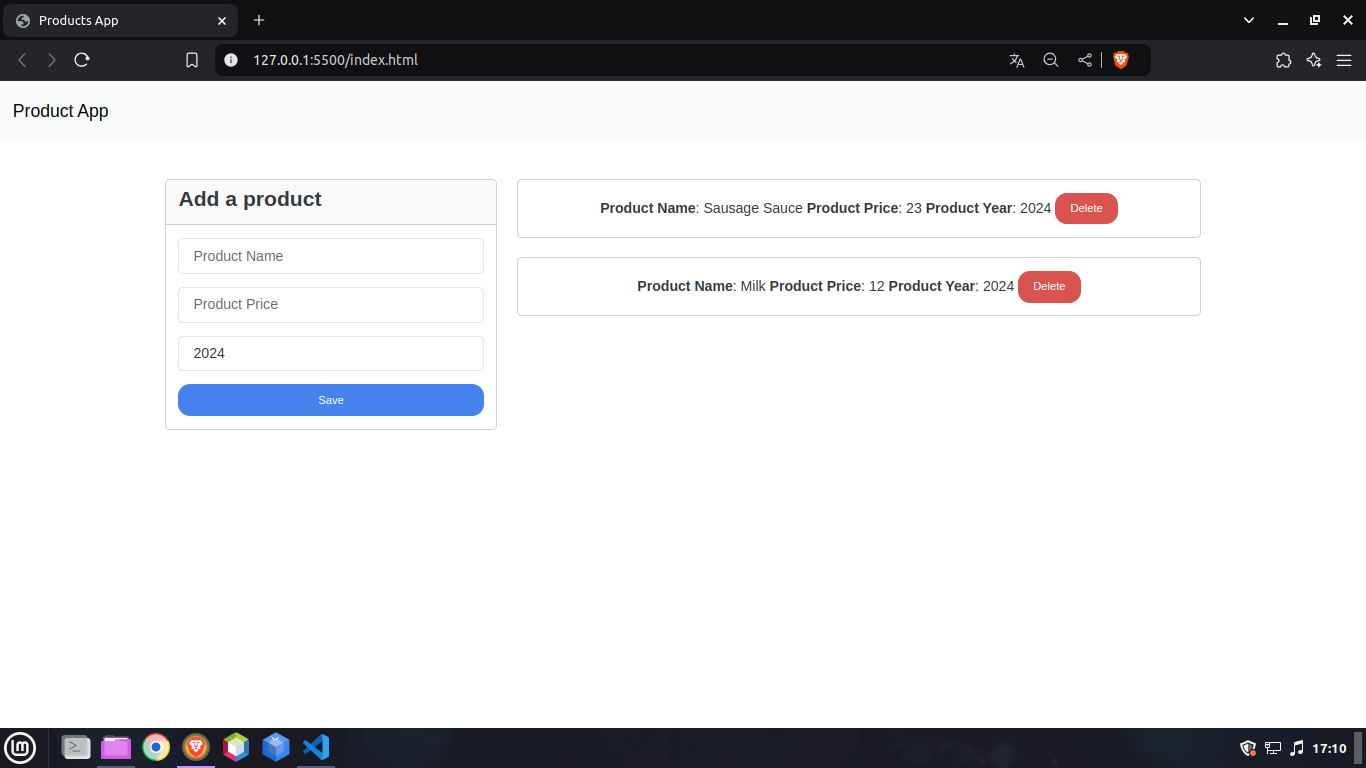 Products App
127.0.0.1:5500/index.html
Product App
Add a product
Product Name
Product Price
2024
Save
Product Name: Sausage Sauce Product Price: 23 Product Year: 2024 Delete
Product Name: Milk Product Price: 12 Product Year: 2024 Delete
17:10